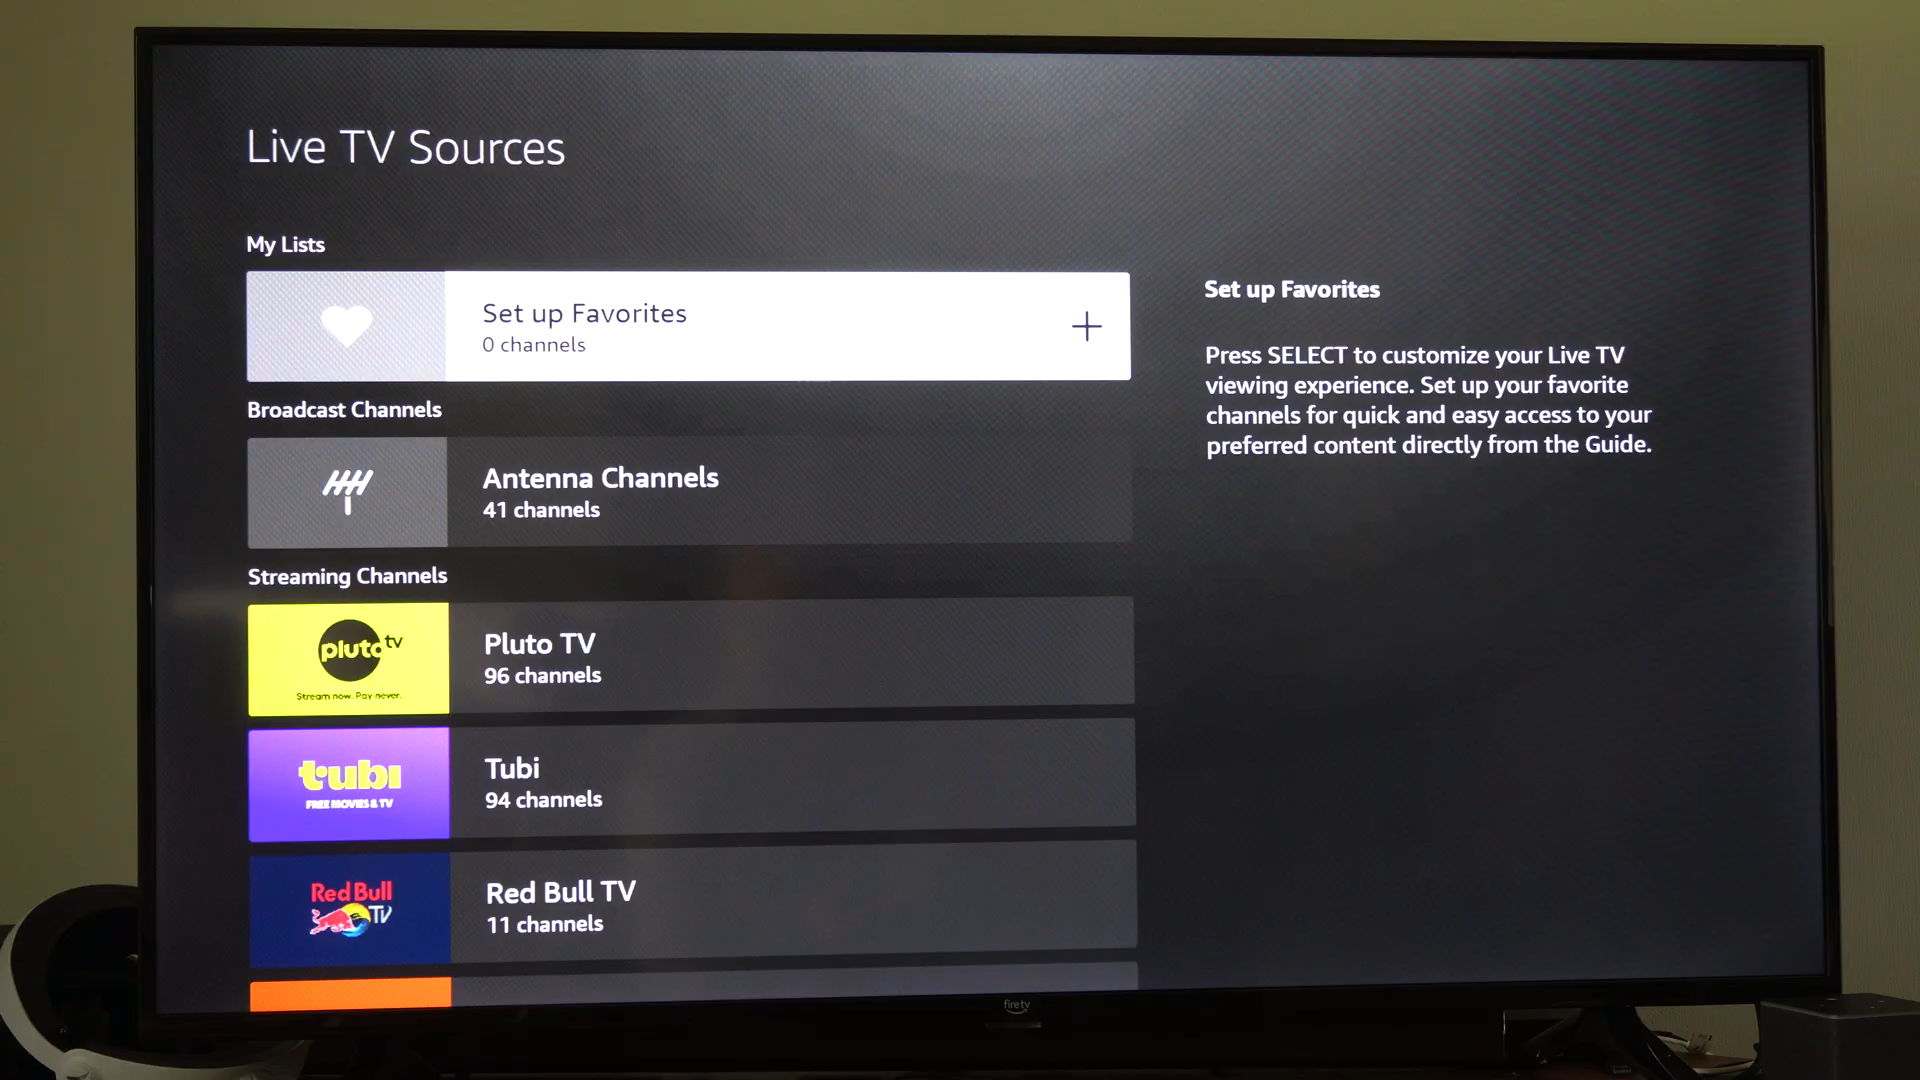 Live TV Sources
My Lists
Set up Favorites
0 channels
Set up Favorites
Press SELECT to customize your Live TV
viewing experience. Set up your favorite
channels for quick and easy access to your
preferred content directly from the Guide.
Broadcast Channels
Antenna Channels
41 channels
Streaming Channels
pluto tv
Stream now. Pay never.
Pluto TV
96 channels
tubi
FREE MOVIES & TV
Tubi
94 channels
Red Bull
TV
Red Bull TV
11 channels
fire tv